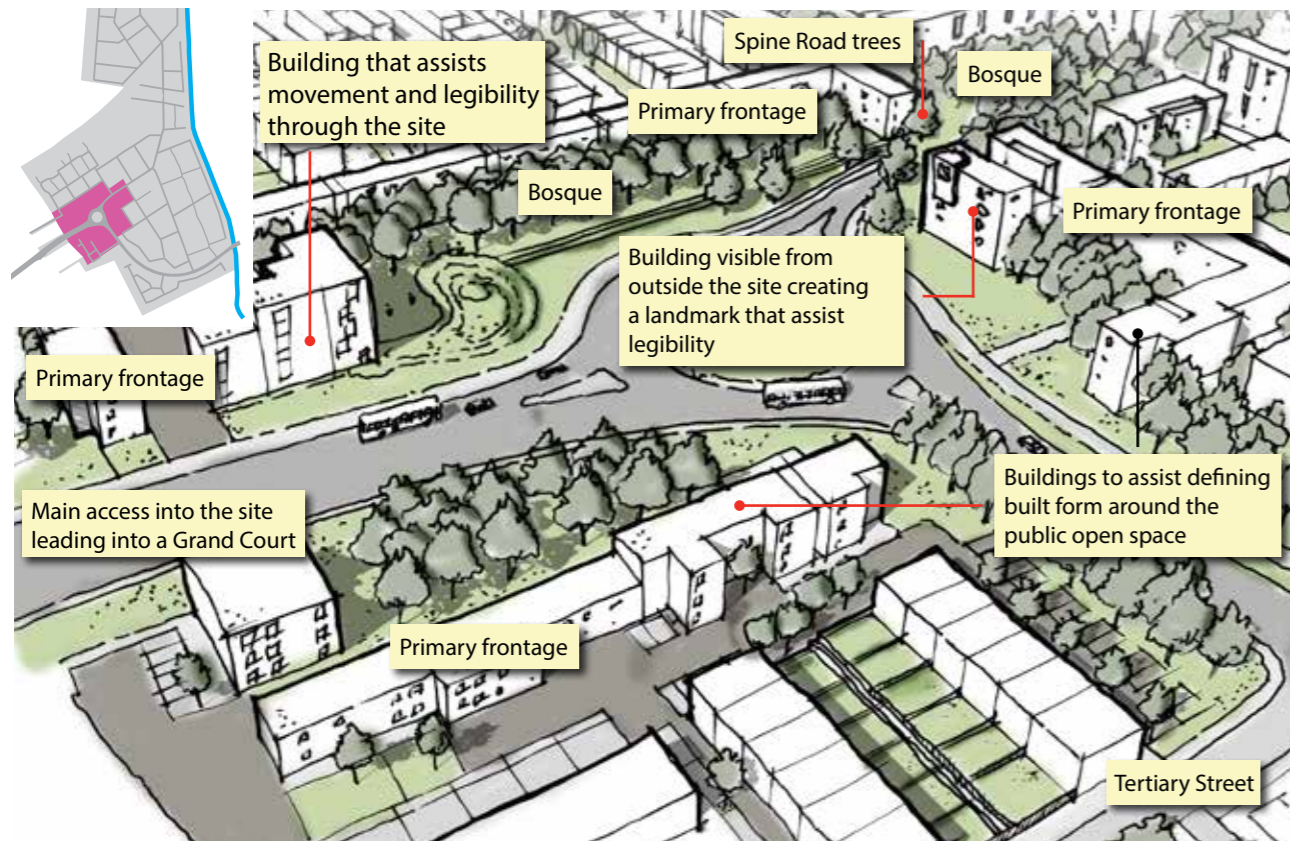 Spine Road trees
Building that assists
movement and legibility
through the site
Bosque
Primary frontage
Bosque
Primary frontage
Building visible from
outside the site creating
a landmark that assist
legibility
Primary frontage
Buildings to assist defining
built form around the
public open space
Main access into the site
leading into a Grand Court
Primary frontage
Tertiary Street